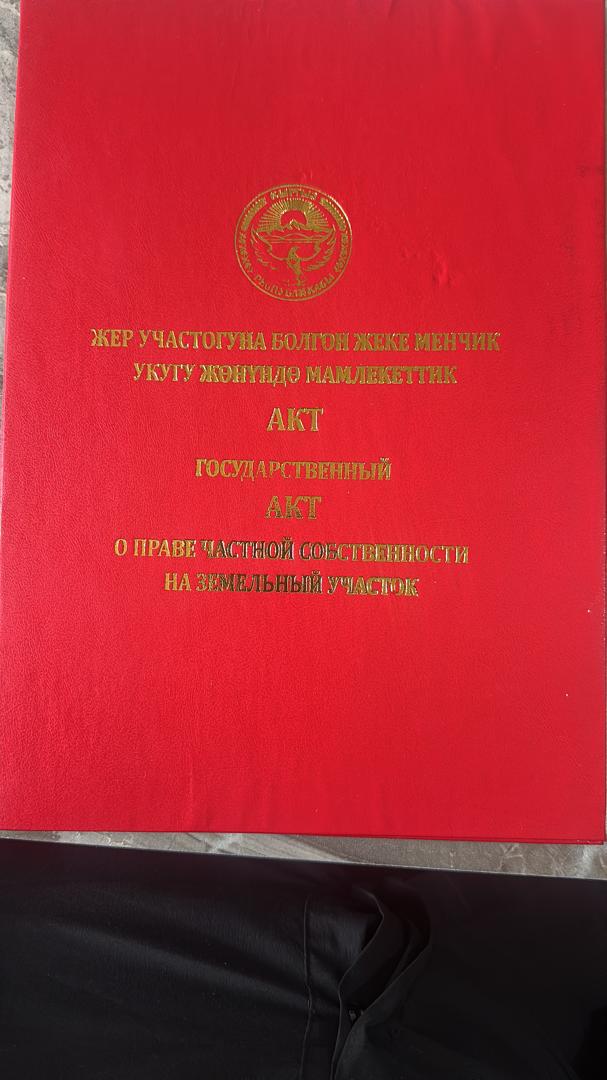 ЖЕР УЧАСТОГУНА БОЛГОН ЖЕКЕ МЕНЧИК
УКУГУ ЖӨНҮНДӨ МАМЛЕКЕТТИК
АКТ
ГОСУДАРСТВЕННЫЙ
АКТ
О ПРАВЕ ЧАСТНОЙ СОБСТВЕННОСТИ
НА ЗЕМЕЛЬНЫЙ УЧАСТОК